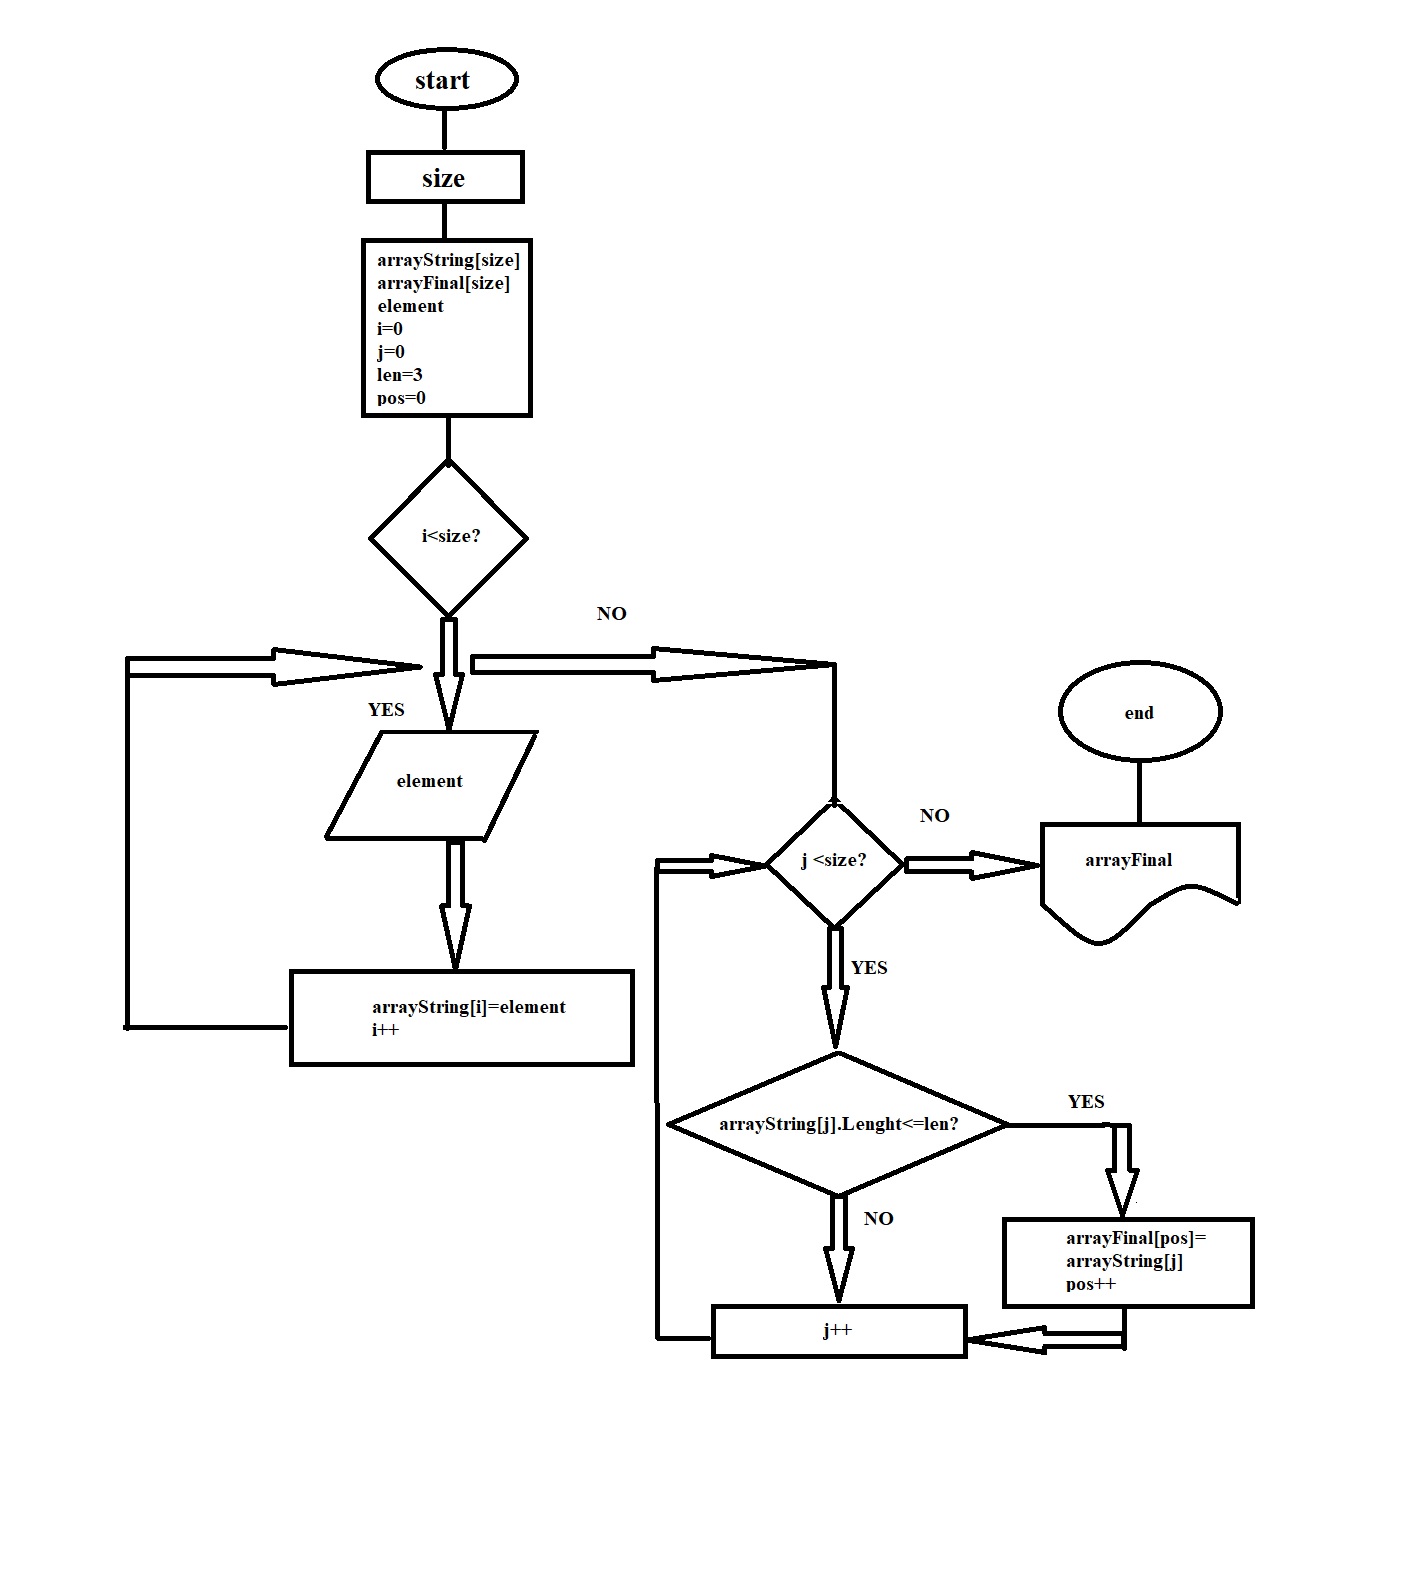 start
size
arrayString[size]
arrayFinal[size]
element
i=0
j=0
len=3
pos=0
i<size?
NO
YES
element
arrayString[i]=element
i++
j <size?
NO
end
arrayFinal
YES
arrayString[j].Lenght<=len?
YES
NO
arrayFinal[pos]=
arrayString[j]
pos++
j++